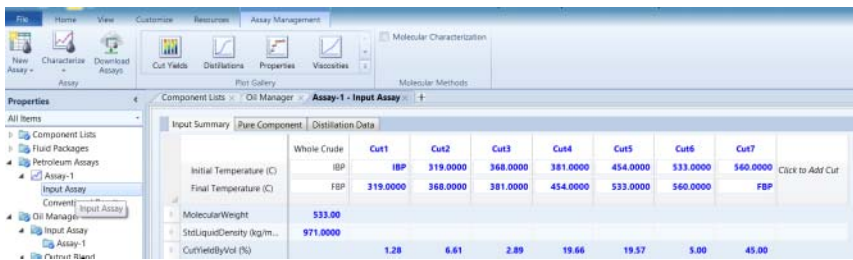 File Home View Customize Resources Assay Management
New Assay Characterize Download Assays Cut Yields Distillations Properties Viscosities Molecular Characterization
Assay Plot Gallery Molecular Methods
Properties < Component Lists × Oil Manager × Assay-1 - Input Assay × +
All Items Input Summary Pure Component Distillation Data
Component Lists
Fluid Packages
Petroleum Assays
Assay-1
Input Assay
Input Assay
Oil Manager
Input Assay
Assay-1
Output Blend
Whole Crude Cut1 Cut2 Cut3 Cut4 Cut5 Cut6 Cut7
Initial Temperature (C) IBP IBP 319.0000 368.0000 381.0000 454.0000 533.0000 560.0000 Click to Add Cut
Final Temperature (C) FBP 319.0000 368.0000 381.0000 454.0000 533.0000 560.0000 FBP
MolecularWeight 533.00
StdLiquidDensity (kg/m... 971.0000
CutYieldByVol (%) 1.28 6.61 2.89 19.66 19.57 5.00 45.00